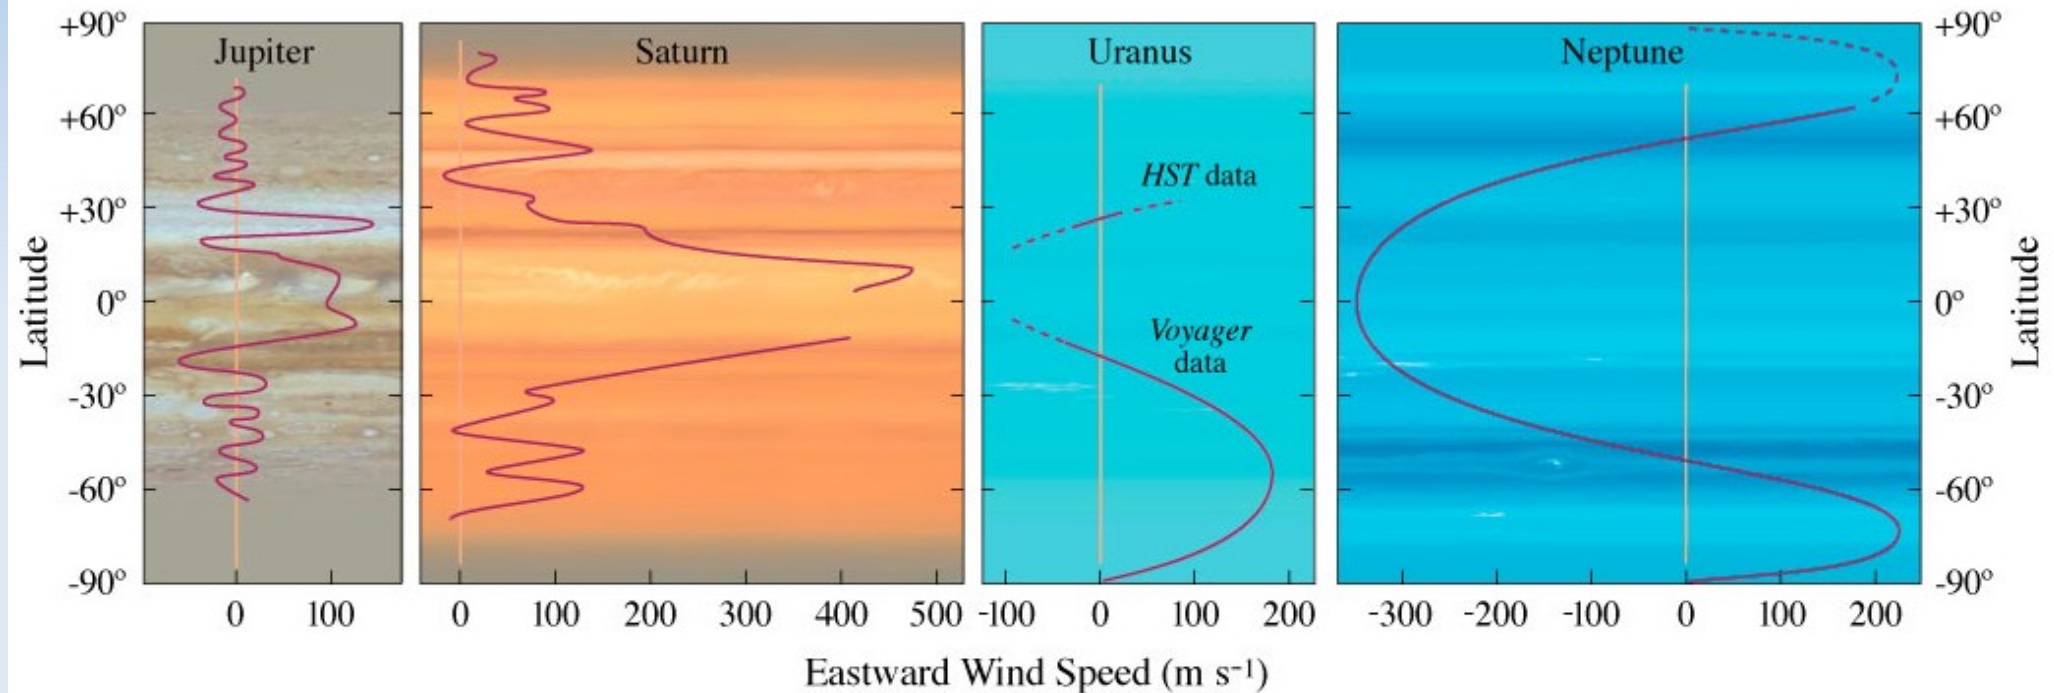 Jupiter
Saturn
Uranus
Neptune
+90°
+60°
+30°
0°
-30°
-60°
-90°
Latitude
HST data
Voyager
data
+90°
+60°
+30°
0°
-30°
-60°
-90°
Latitude
0 100
0 100 200 300 400 500
-100 0 100 200
-300 -200 -100 0 100 200
Eastward Wind Speed (m s⁻¹)